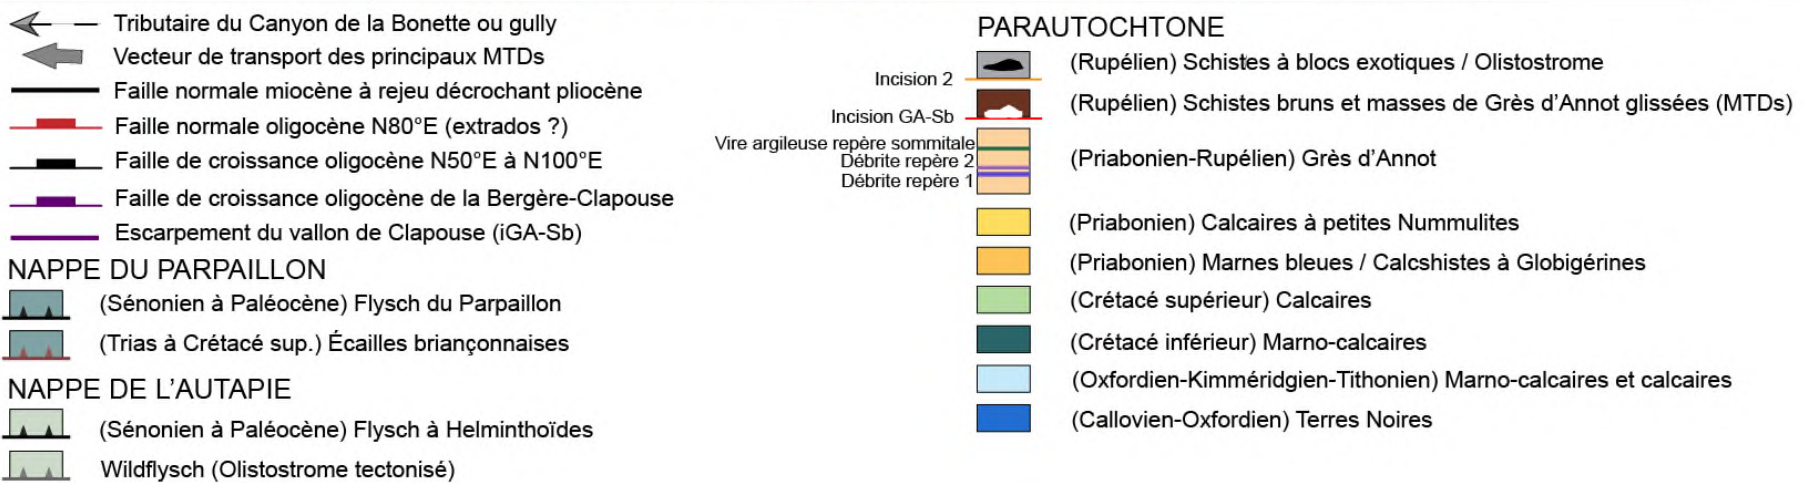 Tributaire du Canyon de la Bonette ou gully
Vecteur de transport des principaux MTDs
Faille normale miocène à rejeu décrochant pliocène
Faille normale oligocène N80°E (extrados ?)
Faille de croissance oligocène N50°E à N100°E
Faille de croissance oligocène de la Bergère-Clapouse
Escarpement du vallon de Clapouse (iGA-Sb)
NAPPE DU PARPAILLON
(Sénonien à Paléocène) Flysch du Parpaillon
(Trias à Crétacé sup.) Écailles briançonnaises
NAPPE DE L'AUTAPIE
(Sénonien à Paléocène) Flysch à Helminthoïdes
Wildflysch (Olistostrome tectonisé)
PARAUTOCHTONE
(Rupélien) Schistes à blocs exotiques / Olistostrome
Incision 2
(Rupélien) Schistes bruns et masses de Grès d'Annot glissées (MTDs)
Incision GA-Sb
Vire argileuse repère sommitale
Débrite repère 2
Débrite repère 1
(Priabonien-Rupélien) Grès d'Annot
(Priabonien) Calcaires à petites Nummulites
(Priabonien) Marnes bleues / Calcshistes à Globigérines
(Crétacé supérieur) Calcaires
(Crétacé inférieur) Marno-calcaires
(Oxfordien-Kimméridgien-Tithonien) Marno-calcaires et calcaires
(Callovien-Oxfordien) Terres Noires